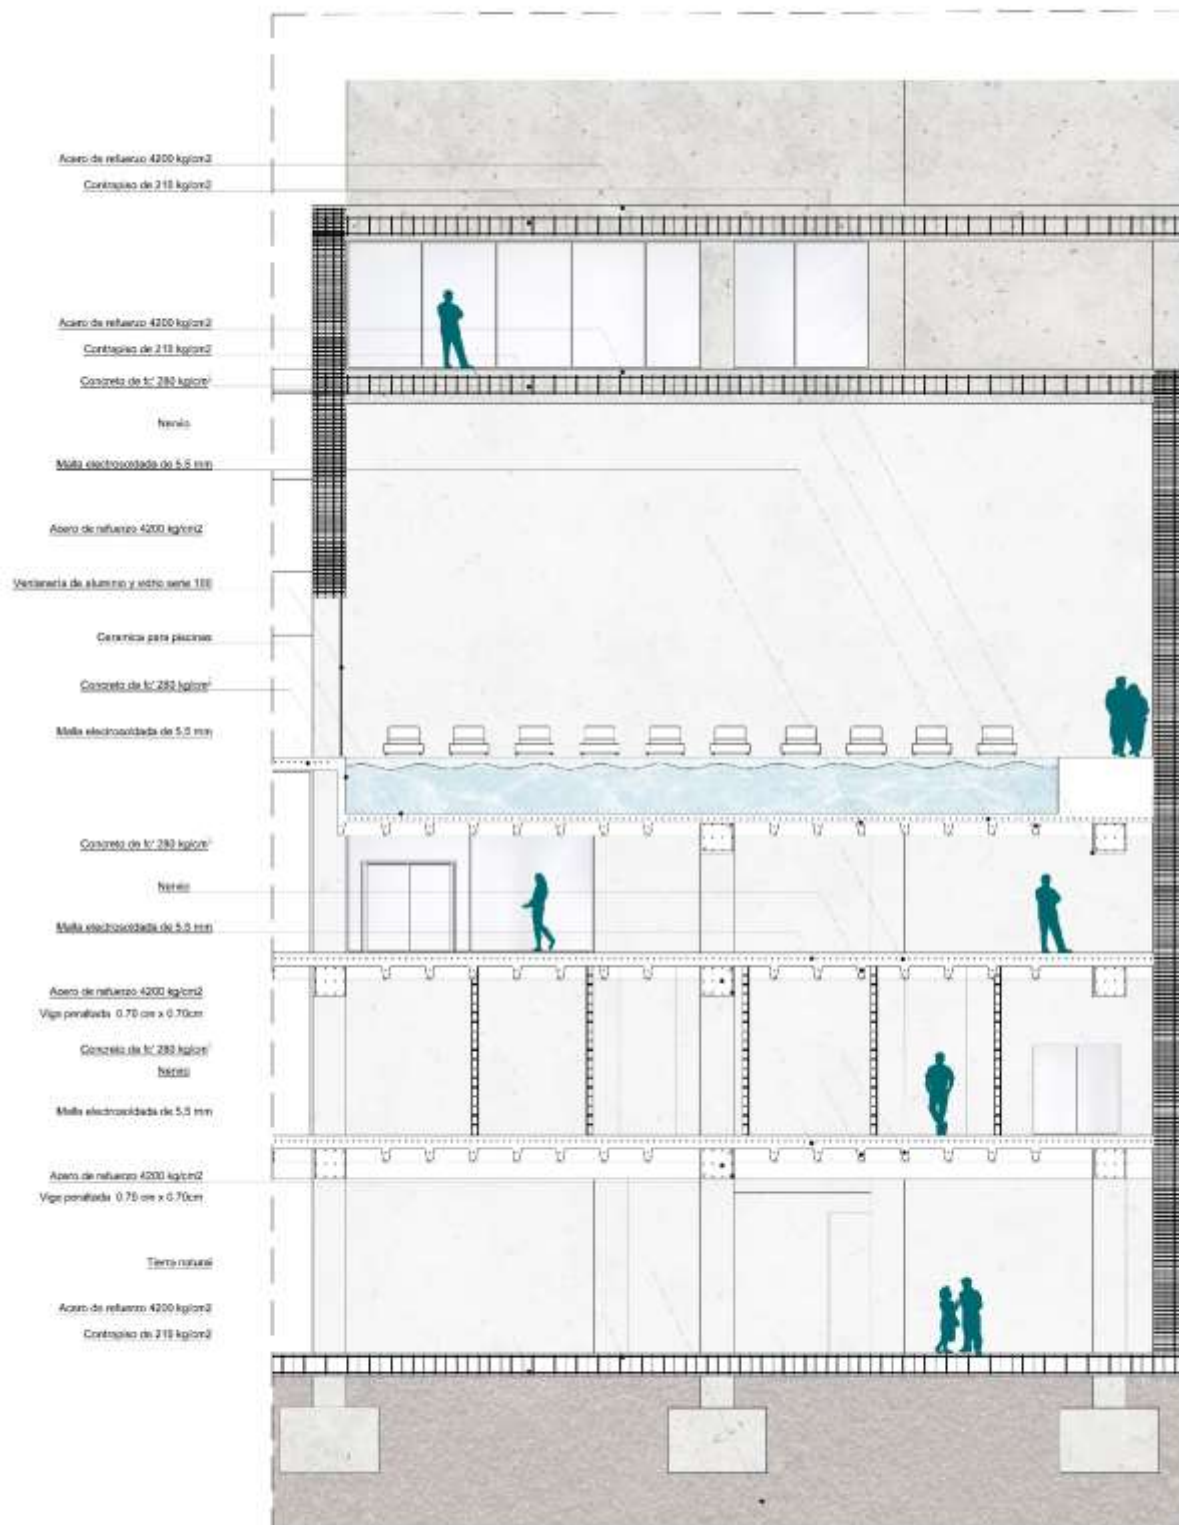 Acero de refuerzo 4200 kg/cm2
Contrapiso de 210 kg/cm2
Acero de refuerzo 4200 kg/cm2
Contrapiso de 210 kg/cm2
Concreto de fc' 280 kg/cm²
Nervio
Malla electrosoldada de 5.5 mm
Acero de refuerzo 4200 kg/cm2
Ventaneria de aluminio y vidrio serie 100
Ceramica para piscinas
Concreto de fc' 280 kg/cm²
Malla electrosoldada de 5.5 mm
Concreto de fc' 280 kg/cm²
Nervio
Malla electrosoldada de 5.5 mm
Acero de refuerzo 4200 kg/cm2
Viga peraltada 0.70 cm x 0.70cm
Concreto de fc' 280 kg/cm²
Nervio
Malla electrosoldada de 5.5 mm
Acero de refuerzo 4200 kg/cm2
Viga peraltada 0.70 cm x 0.70cm
Tierra natural
Acero de refuerzo 4200 kg/cm2
Contrapiso de 210 kg/cm2